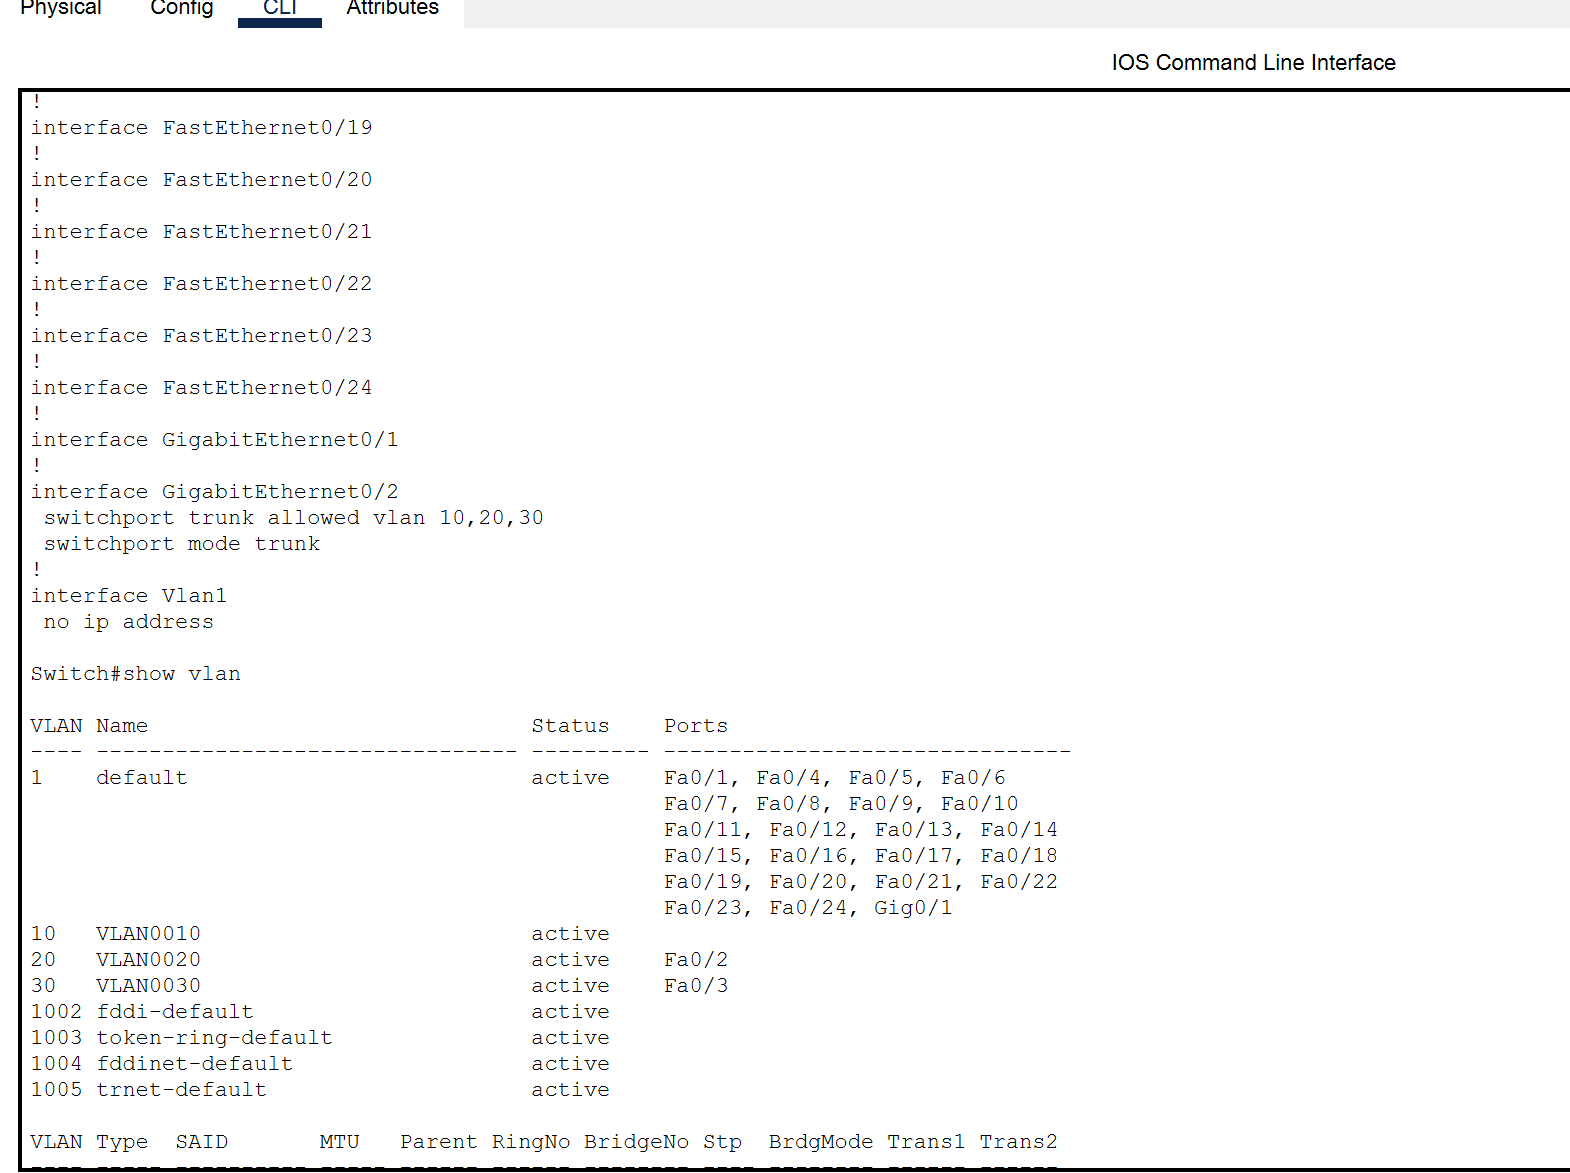 Physical Config CLI Attributes
IOS Command Line Interface
!
interface FastEthernet0/19
!
interface FastEthernet0/20
!
interface FastEthernet0/21
!
interface FastEthernet0/22
!
interface FastEthernet0/23
!
interface FastEthernet0/24
!
interface GigabitEthernet0/1
!
interface GigabitEthernet0/2
 switchport trunk allowed vlan 10,20,30
 switchport mode trunk
!
interface Vlan1
 no ip address
Switch#show vlan
VLAN Name                             Status    Ports
---- -------------------------------- --------- -------------------------------
1    default                          active    Fa0/1, Fa0/4, Fa0/5, Fa0/6
                                                Fa0/7, Fa0/8, Fa0/9, Fa0/10
                                                Fa0/11, Fa0/12, Fa0/13, Fa0/14
                                                Fa0/15, Fa0/16, Fa0/17, Fa0/18
                                                Fa0/19, Fa0/20, Fa0/21, Fa0/22
                                                Fa0/23, Fa0/24, Gig0/1
10   VLAN0010                         active
20   VLAN0020                         active    Fa0/2
30   VLAN0030                         active    Fa0/3
1002 fddi-default                     active
1003 token-ring-default               active
1004 fddinet-default                  active
1005 trnet-default                    active
VLAN Type  SAID       MTU   Parent RingNo BridgeNo Stp  BrdgMode Trans1 Trans2
---- ----- ---------- ----- ------ ------ -------- ---- -------- ------ ------